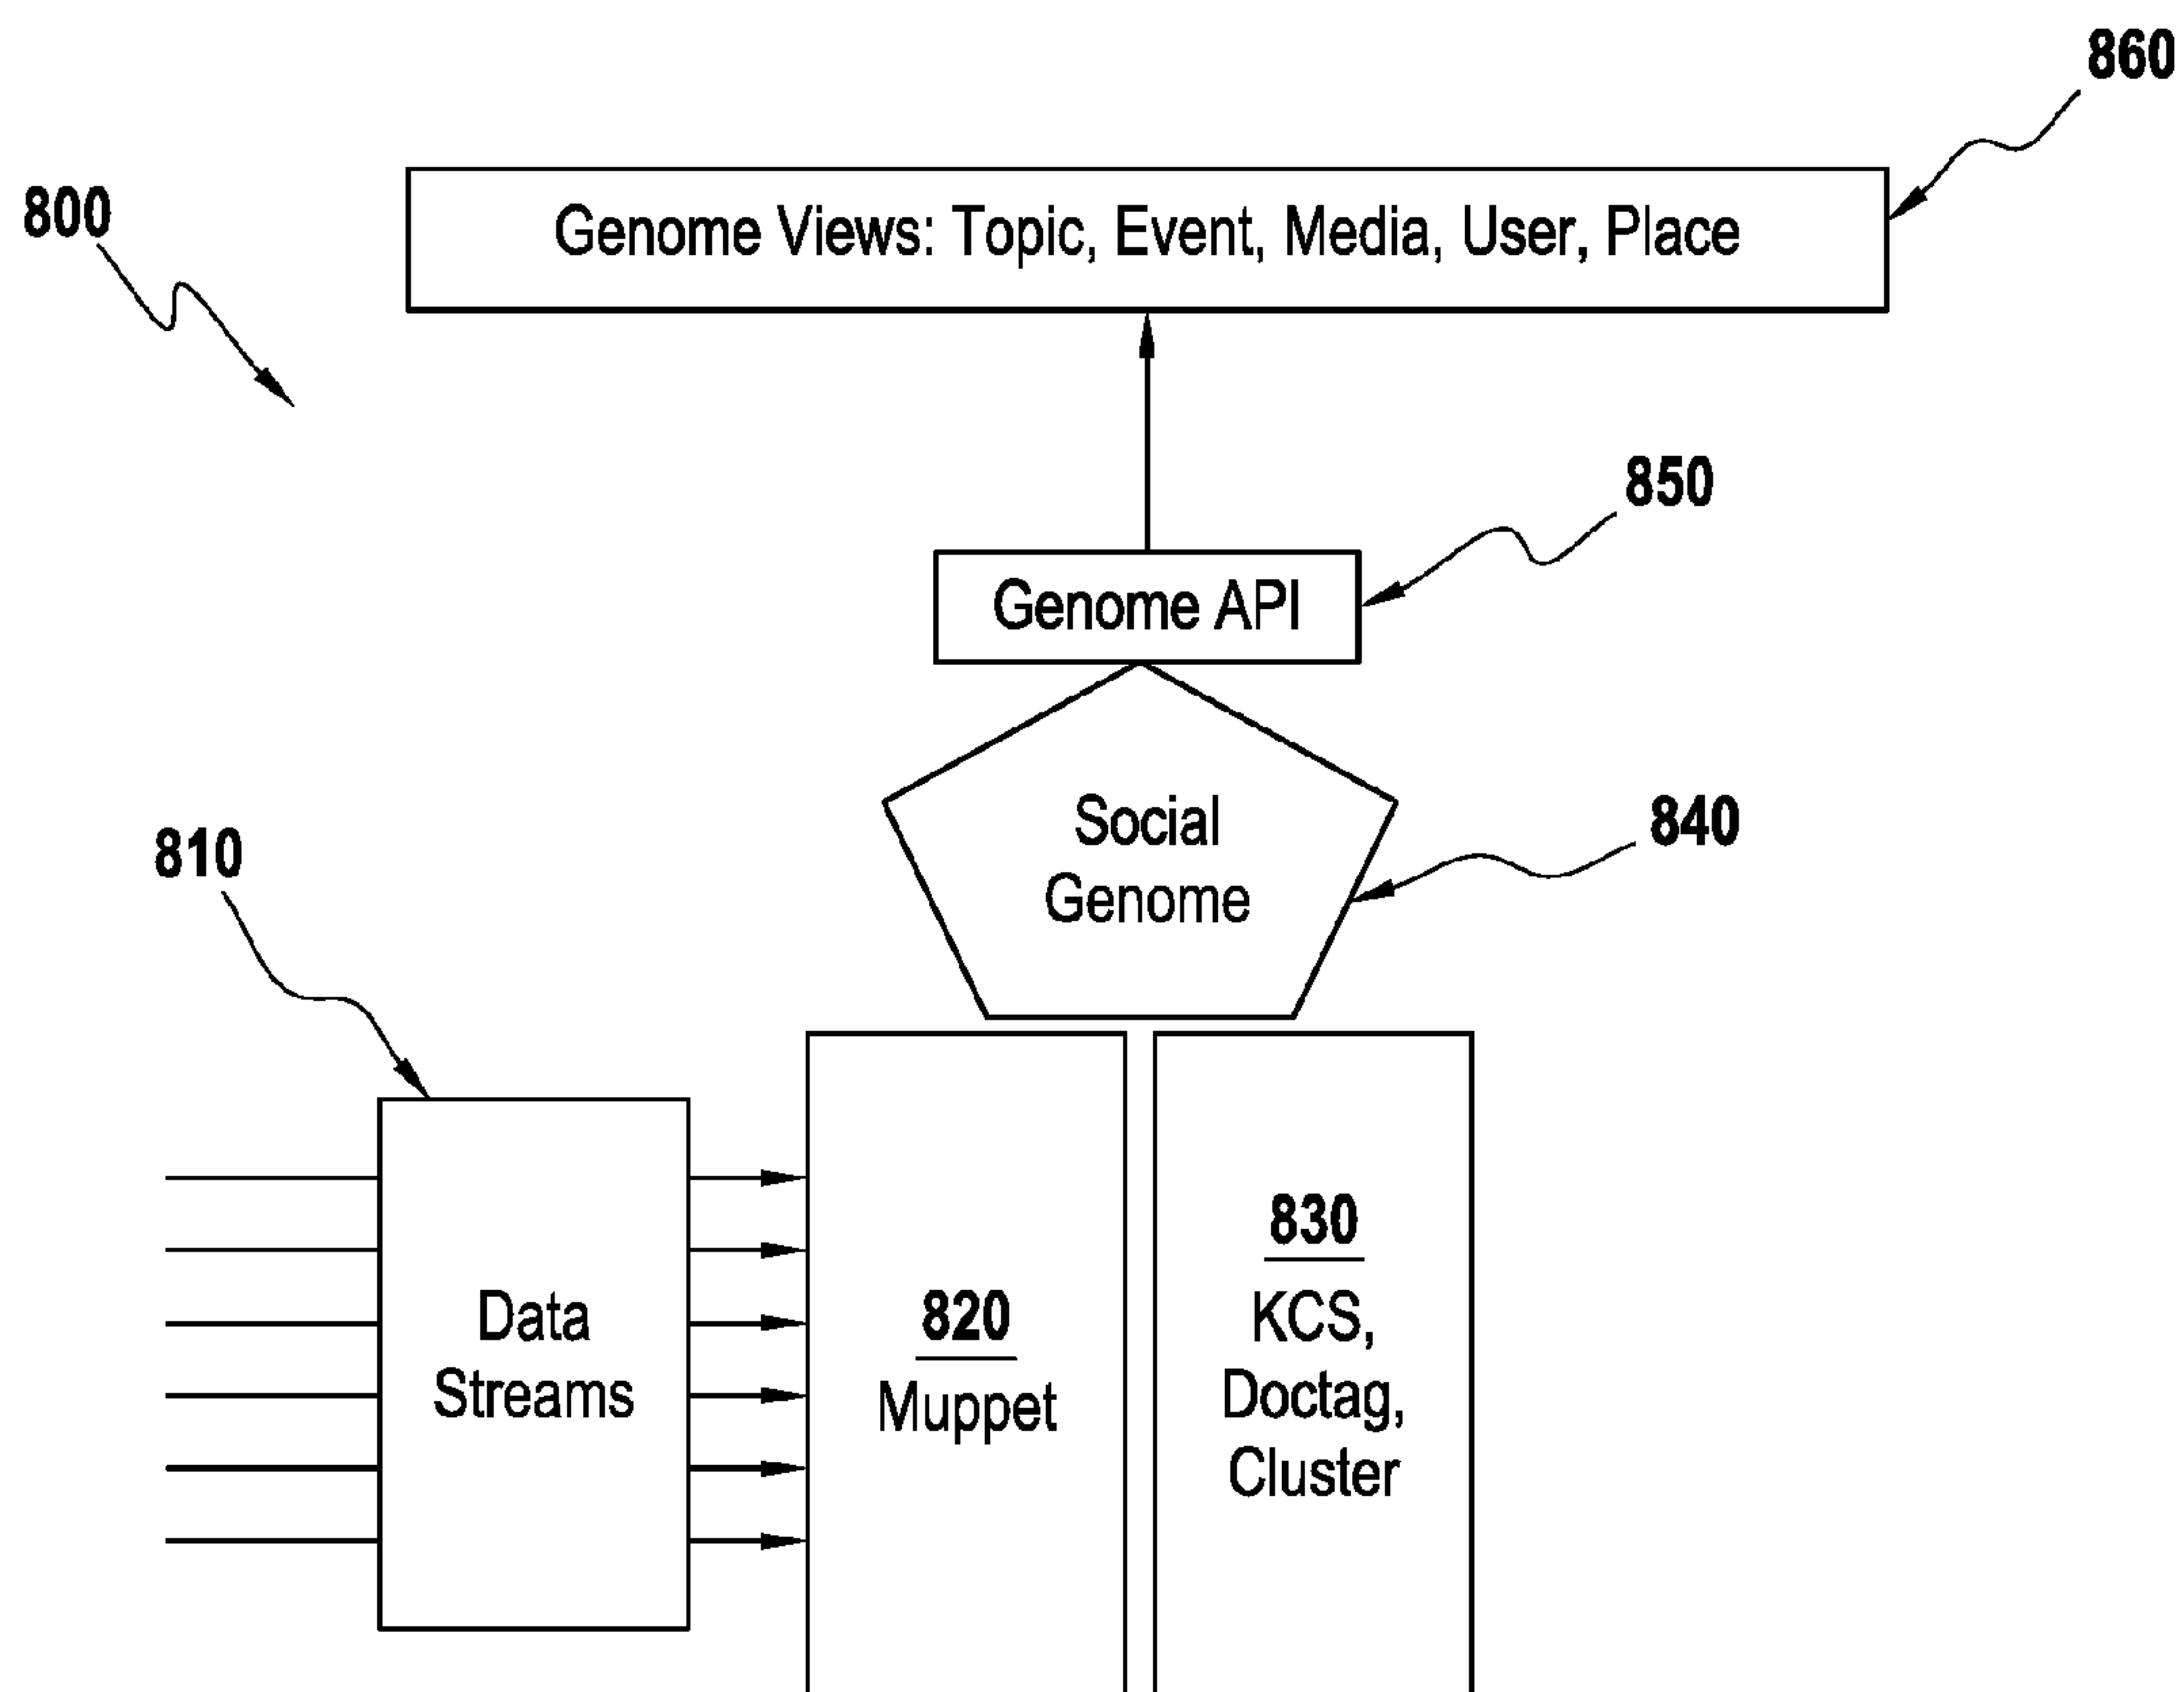 860
800
Genome Views: Topic, Event, Media, User, Place
850
Genome API
840
Social
Genome
810
Data
Streams
820
Muppet
830
KCS,
Doctag,
Cluster